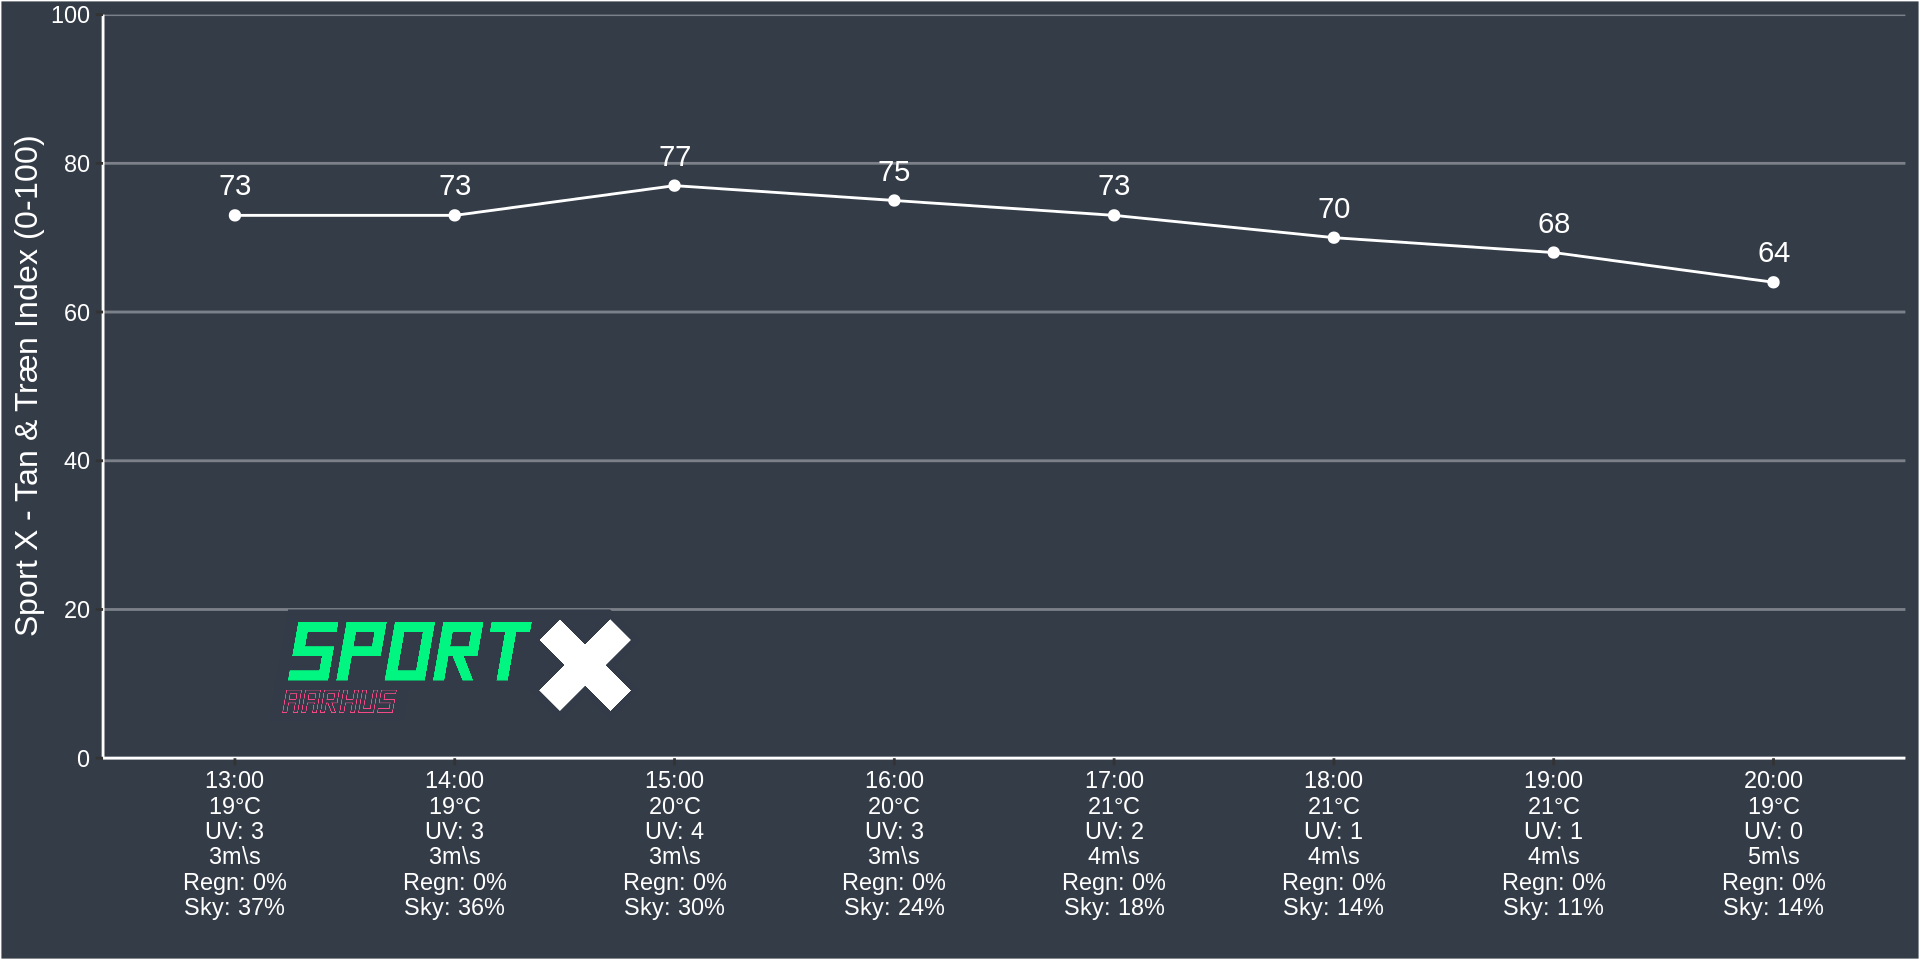 Sport X - Tan & Træn Index (0-100)
100
80
60
40
20
0
73
73
77
75
73
70
68
64
SPORT X
AARHUS
13:00 14:00 15:00 16:00 17:00 18:00 19:00 20:00
19°C 19°C 20°C 20°C 21°C 21°C 21°C 19°C
UV: 3 UV: 3 UV: 4 UV: 3 UV: 2 UV: 1 UV: 1 UV: 0
3m\s 3m\s 3m\s 3m\s 4m\s 4m\s 4m\s 5m\s
Regn: 0% Regn: 0% Regn: 0% Regn: 0% Regn: 0% Regn: 0% Regn: 0% Regn: 0%
Sky: 37% Sky: 36% Sky: 30% Sky: 24% Sky: 18% Sky: 14% Sky: 11% Sky: 14%